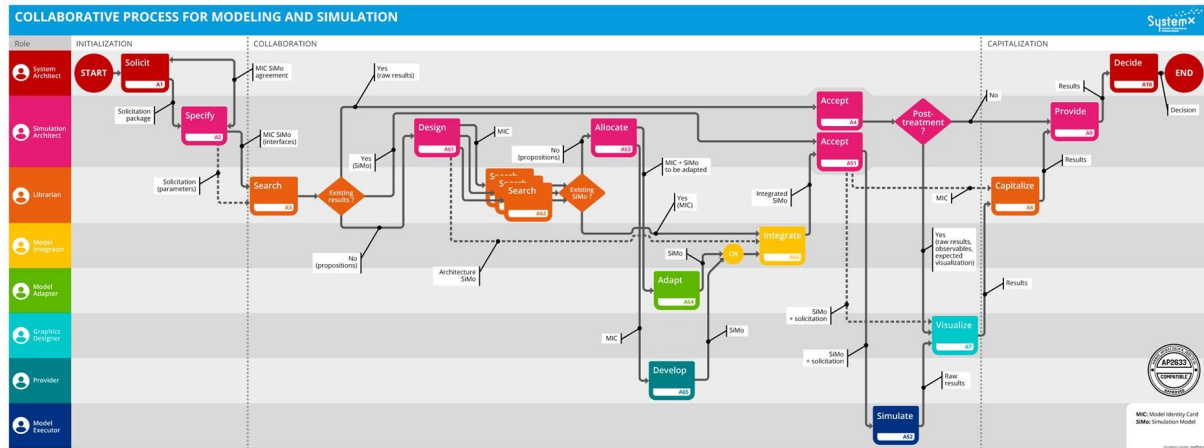 COLLABORATIVE PROCESS FOR MODELING AND SIMULATION
SystemX
Role
INITIALIZATION
COLLABORATION
CAPITALIZATION
System
Architect
START
Solicit
A1
MIC SiMo
agreement
Yes
(raw results)
Results
Decide
A10
END
Decision
Simulation
Architect
Solicitation
package
Specify
A2
MIC SiMo
(interfaces)
Yes
(SiMo)
Design
A61
MIC
No
(propositions)
Allocate
A63
MIC + SiMo
to be adapted
Accept
A4
Accept
A51
Post-
treatment
?
No
Provide
A9
Results
Librarian
Solicitation
(parameters)
Search
A3
Existing
results ?
Search
Search
Search
A62
Existing
SiMo ?
Yes
(MIC)
Integrated
SiMo
MIC
Capitalize
A8
Model
Integrator
No
(propositions)
Architecture
SiMo
SiMo
OR
Integrate
Yes
(raw results,
observables,
expected
visualization)
Model
Adapter
Adapt
A64
Results
Graphics
Designer
MIC
SiMo
SiMo
+ solicitation
Visualize
A7
Provider
Develop
A65
SiMo
+ solicitation
Raw
results
AP2633
COMPATIBLE
APPROVED
Model
Executor
Simulate
A52
MIC: Model Identity Card
SiMo: Simulation Model